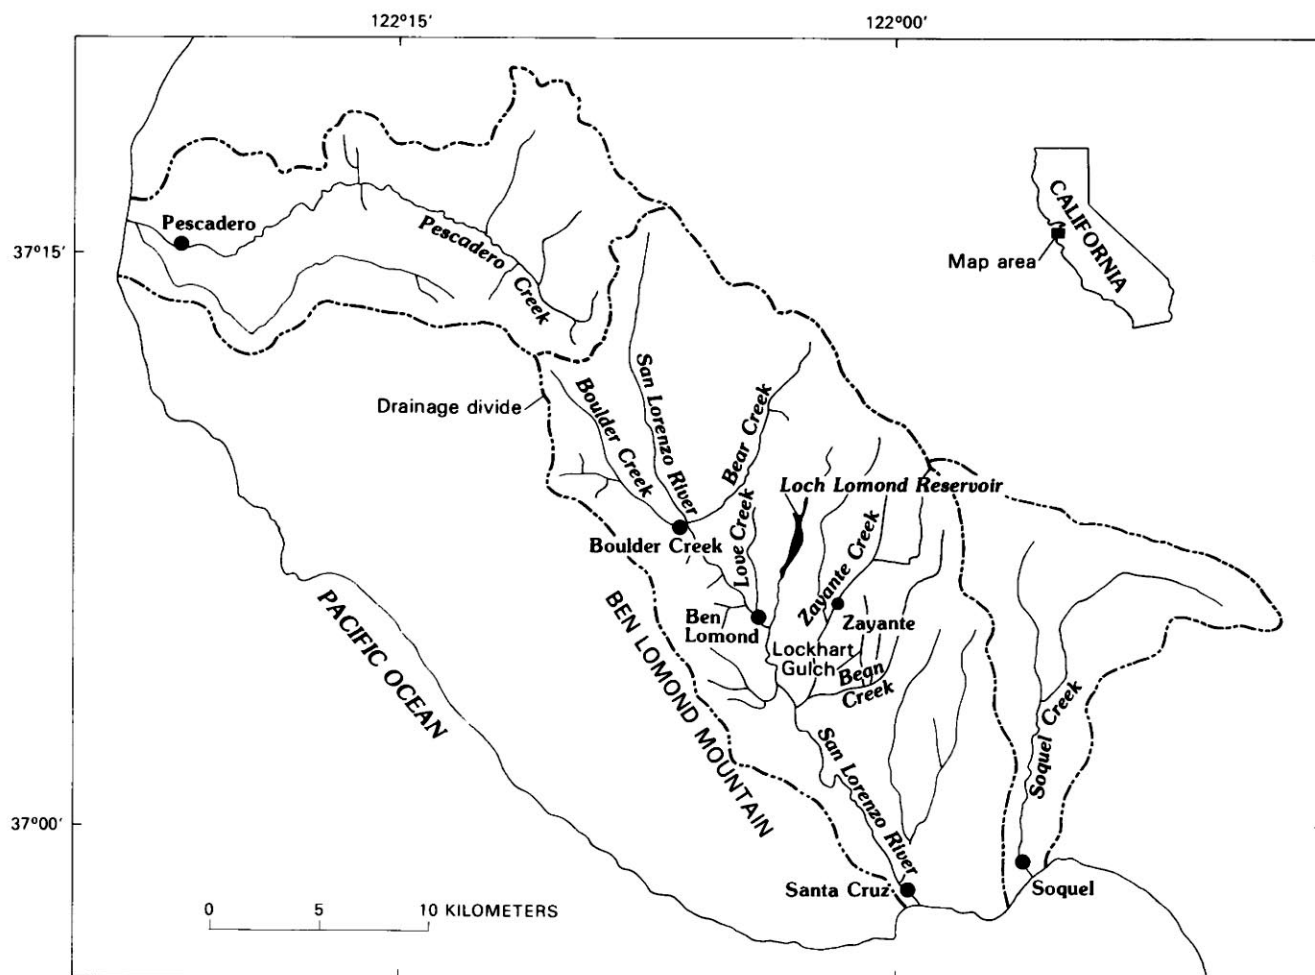 122°15′
122°00′
CALIFORNIA
Map area
Pescadero
Pescadero
Creek
37°15′
Drainage divide
San Lorenzo River
Boulder Creek
Bear Creek
Loch Lomond Reservoir
Love Creek
Zayante Creek
Boulder Creek
BEN LOMOND MOUNTAIN
PACIFIC OCEAN
Ben
Lomond
Zayante
Lockhart
Gulch
Bean
Creek
Soquel Creek
San Lorenzo River
37°00′
Santa Cruz
Soquel
0 5 10 KILOMETERS